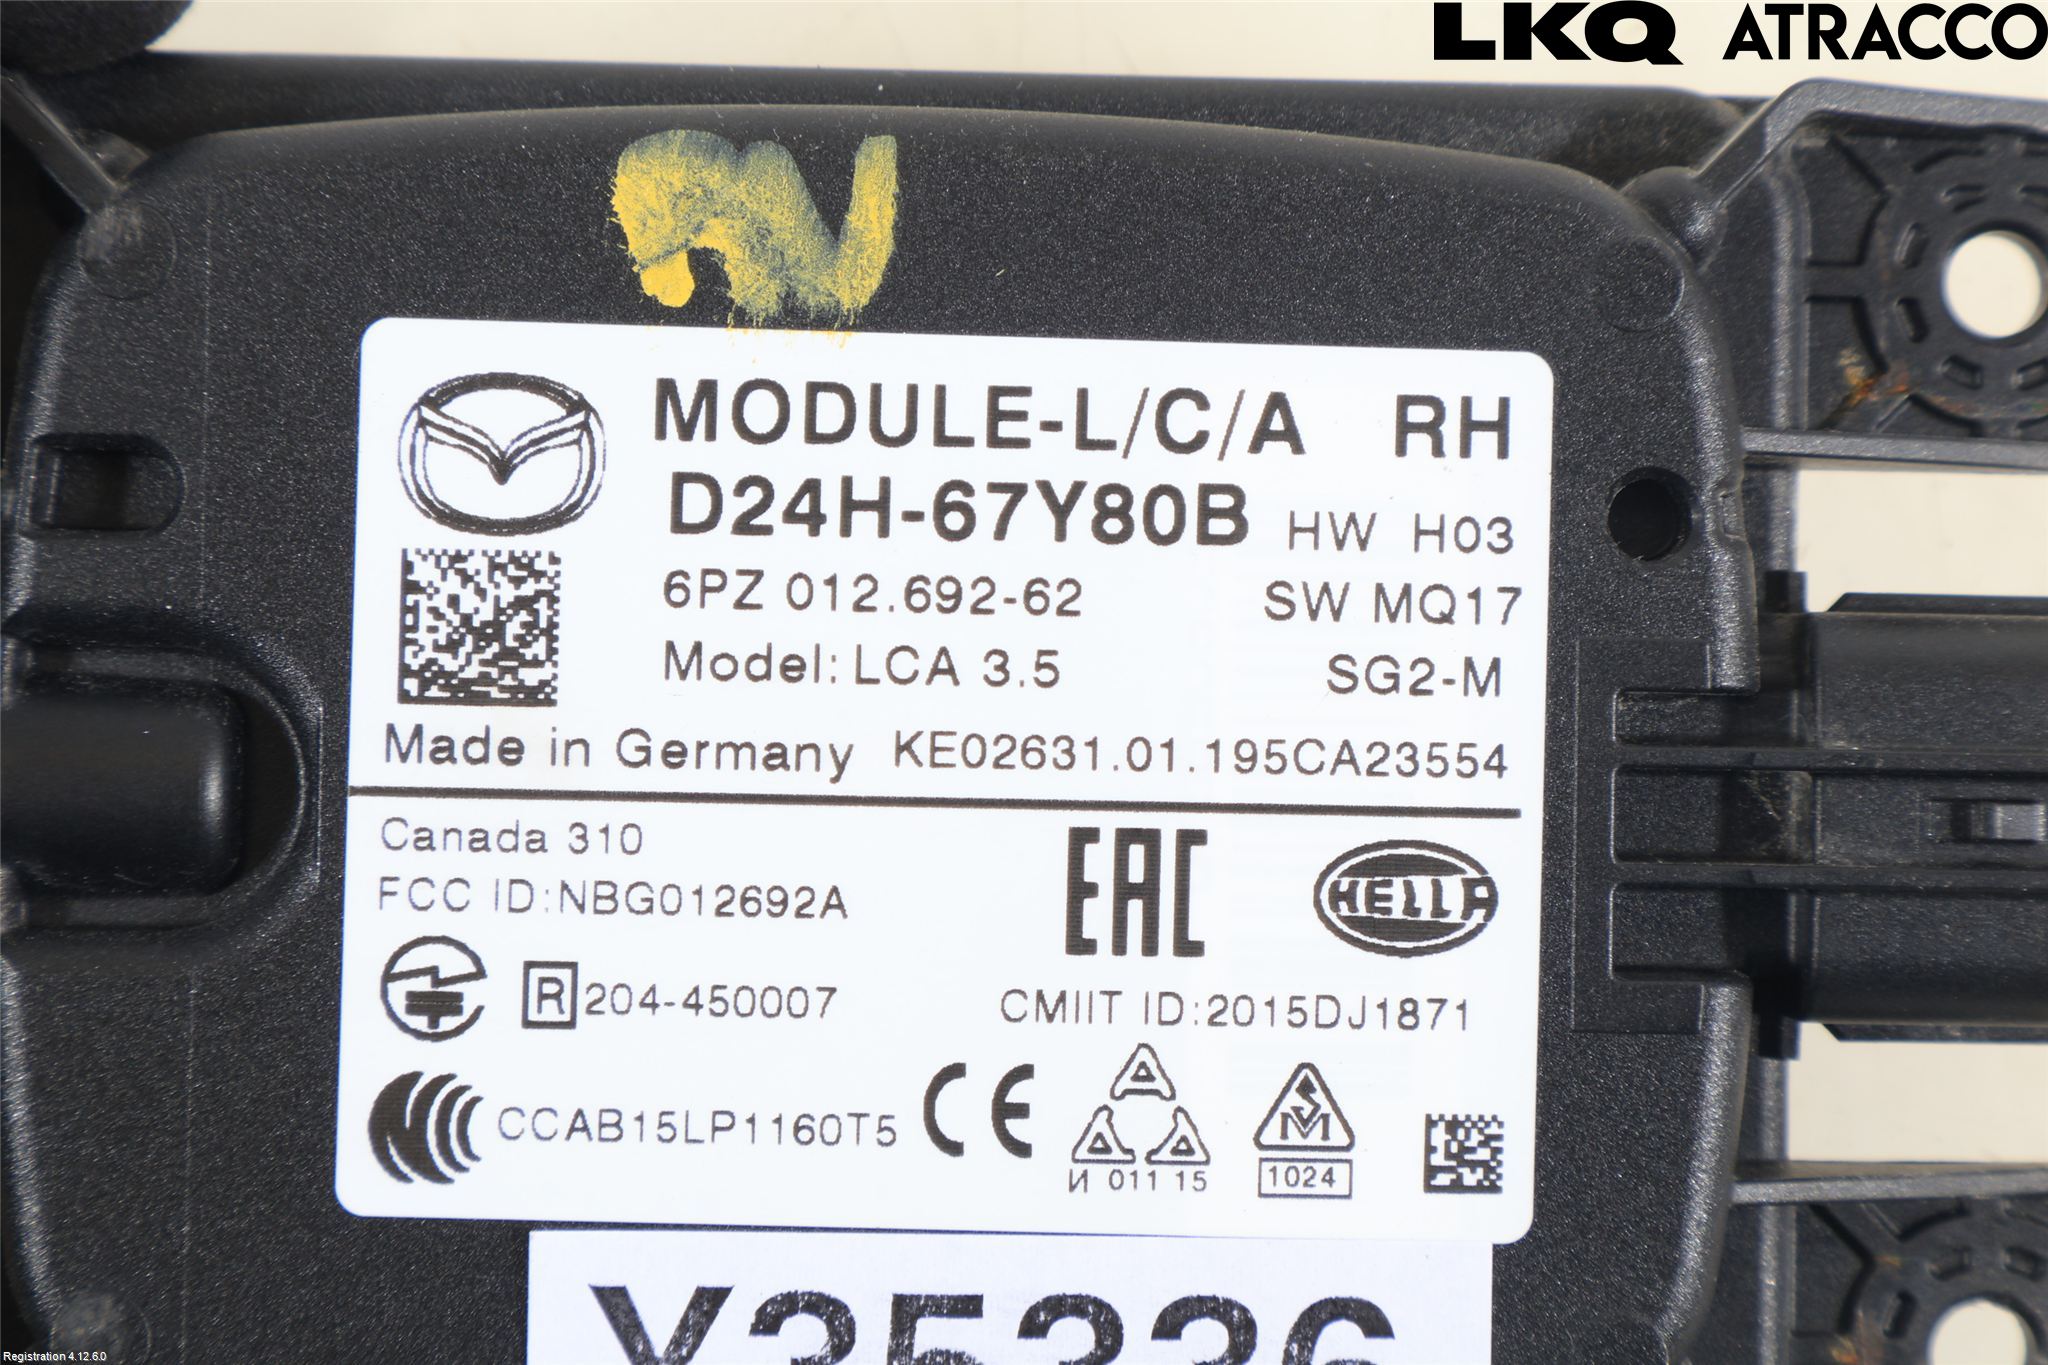 LKQ ATRACCO
MODULE-L/C/A RH
D24H-67Y80B HW H03
6PZ 012.692-62 SW MQ17
Model: LCA 3.5 SG2-M
Made in Germany KE02631.01.195CA23554
Canada 310
FCC ID:NBG012692A
EAC HELLA
R 204-450007 CMIIT ID:2015DJ1871
CCAB15LP1160T5 CE
И 011 15 1024
Registration 4.12.6.0